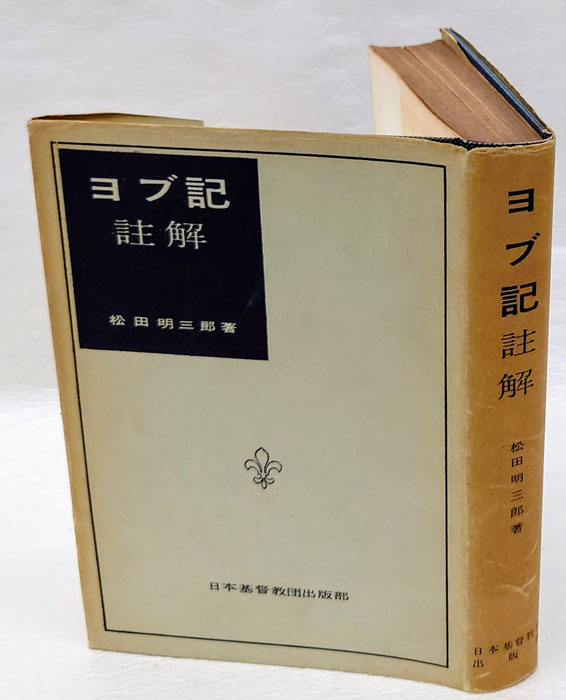 ヨブ記
註解
松田明三郎著
日本基督教団出版部
ヨブ記註解
松田明三郎著
日本基督教
出版